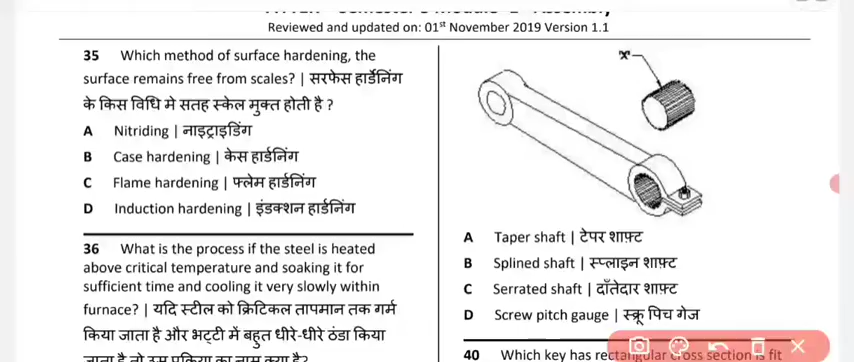 Reviewed and updated on: 01st November 2019 Version 1.1
35 Which method of surface hardening, the
surface remains free from scales? | सरफेस हार्डेनिंग
के किस विधि मे सतह स्केल मुक्त होती है ?
A Nitriding | नाइट्राइडिंग
B Case hardening | केस हार्डनिंग
C Flame hardening | फ्लेम हार्डनिंग
D Induction hardening | इंडक्शन हार्डनिंग
36 What is the process if the steel is heated
above critical temperature and soaking it for
sufficient time and cooling it very slowly within
furnace? | यदि स्टील को क्रिटिकल तापमान तक गर्म
किया जाता है और भट्टी में बहुत धीरे-धीरे ठंडा किया
जाता है तो उस प्रक्रिया का नाम क्या है?
'X'
A Taper shaft | टेपर शाफ़्ट
B Splined shaft | स्प्लाइन शाफ़्ट
C Serrated shaft | दाँतेदार शाफ़्ट
D Screw pitch gauge | स्क्रू पिच गेज
40 Which key has rectangular cross section is fit